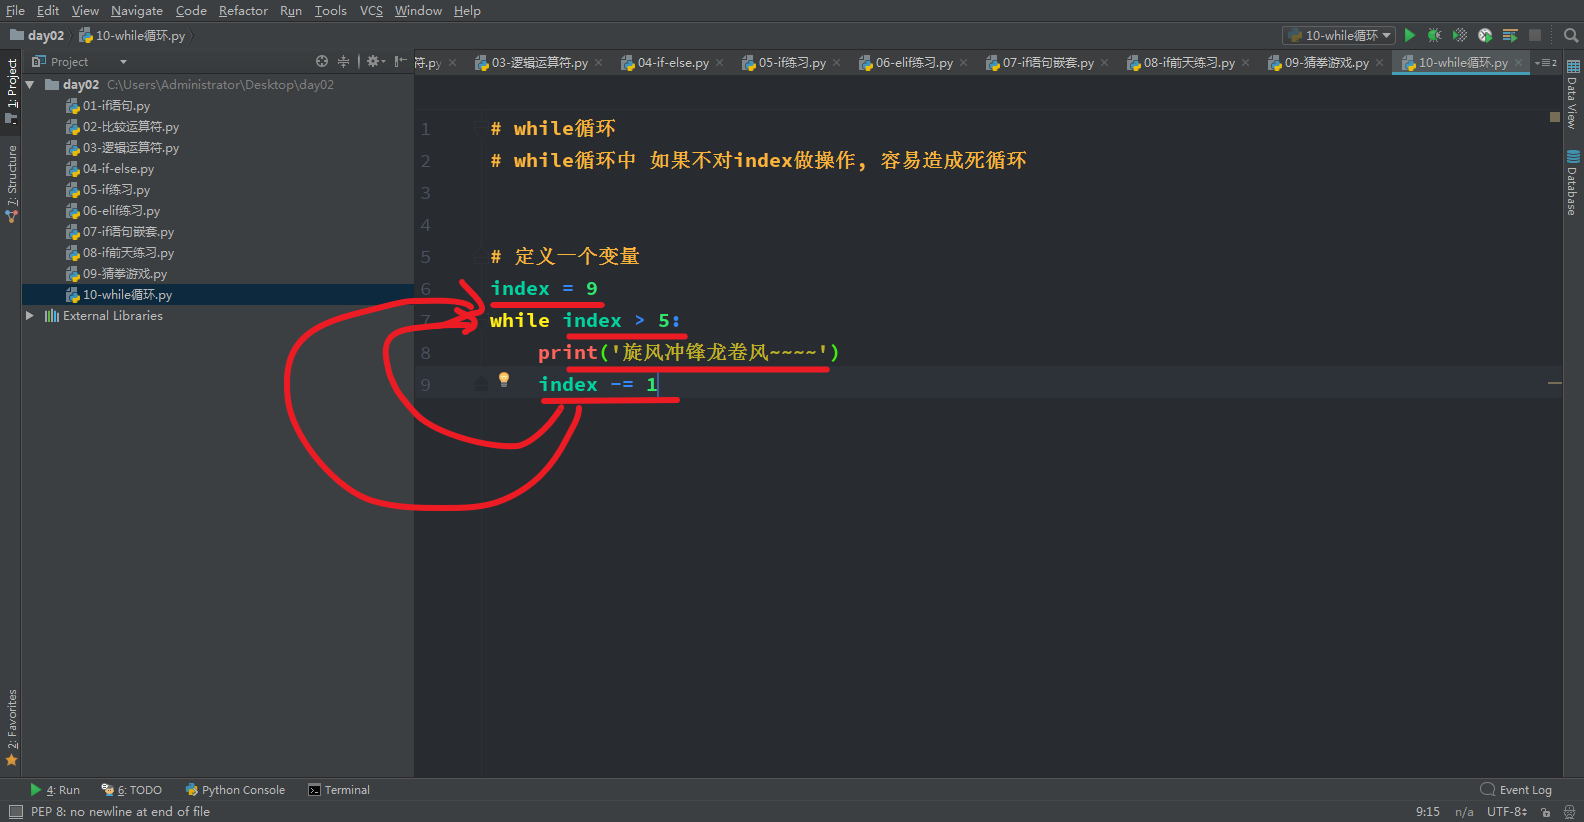 File Edit View Navigate Code Refactor Run Tools VCS Window Help
day02 10-while循环.py 10-while循环
Project 符.py 03-逻辑运算符.py 04-if-else.py 05-if练习.py 06-elif练习.py 07-if语句嵌套.py 08-if前天练习.py 09-猜拳游戏.py 10-while循环.py 2
1: Project
7: Structure
2: Favorites
day02 C:\Users\Administrator\Desktop\day02
01-if语句.py
02-比较运算符.py
03-逻辑运算符.py
04-if-else.py
05-if练习.py
06-elif练习.py
07-if语句嵌套.py
08-if前天练习.py
09-猜拳游戏.py
10-while循环.py
External Libraries
1 # while循环
2 # while循环中 如果不对index做操作, 容易造成死循环
3
4
5 # 定义一个变量
6 index = 9
7 while index > 5:
8 print('旋风冲锋龙卷风~~~~')
9 index -= 1
Data View
Database
4: Run 6: TODO Python Console Terminal Event Log
PEP 8: no newline at end of file 9:15 n/a UTF-8